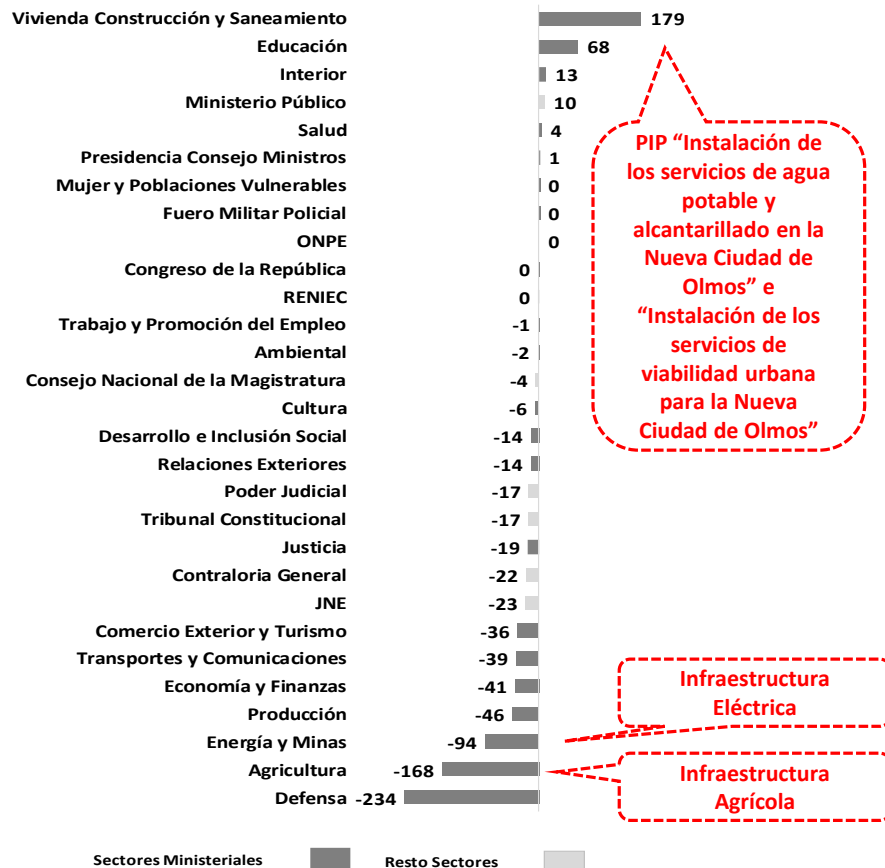 Vivienda Construcción y Saneamiento 179
Educación 68
Interior 13
Ministerio Público 10
Salud 4
Presidencia Consejo Ministros 1
Mujer y Poblaciones Vulnerables 0
Fuero Militar Policial 0
ONPE 0
Congreso de la República 0
RENIEC 0
Trabajo y Promoción del Empleo -1
Ambiental -2
Consejo Nacional de la Magistratura -4
Cultura -6
Desarrollo e Inclusión Social -14
Relaciones Exteriores -14
Poder Judicial -17
Tribunal Constitucional -17
Justicia -19
Contraloria General -22
JNE -23
Comercio Exterior y Turismo -36
Transportes y Comunicaciones -39
Economía y Finanzas -41
Producción -46
Energía y Minas -94
Agricultura -168
Defensa -234
PIP “Instalación de
los servicios de agua
potable y
alcantarillado en la
Nueva Ciudad de
Olmos” e
“Instalación de los
servicios de
viabilidad urbana
para la Nueva
Ciudad de Olmos”
Infraestructura
Eléctrica
Infraestructura
Agrícola
Sectores Ministeriales Resto Sectores